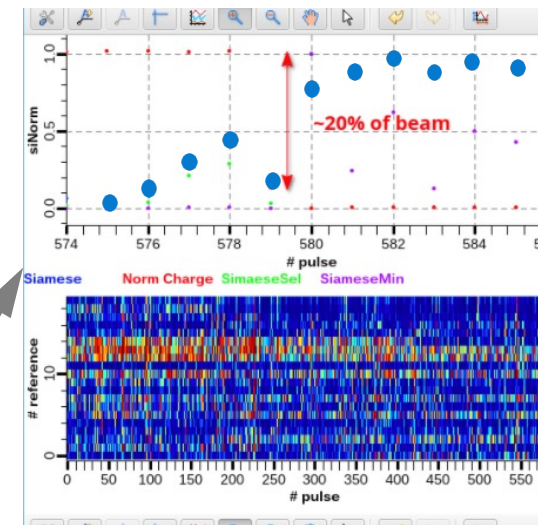 1.0
0.5
0.0
siNorm
~20% of beam
574 576 578 580 582 584
# pulse
Siamese Norm Charge SimaeseSel SiameseMin
10
0
# reference
0 50 100 150 200 250 300 350 400 450 500 550
# pulse